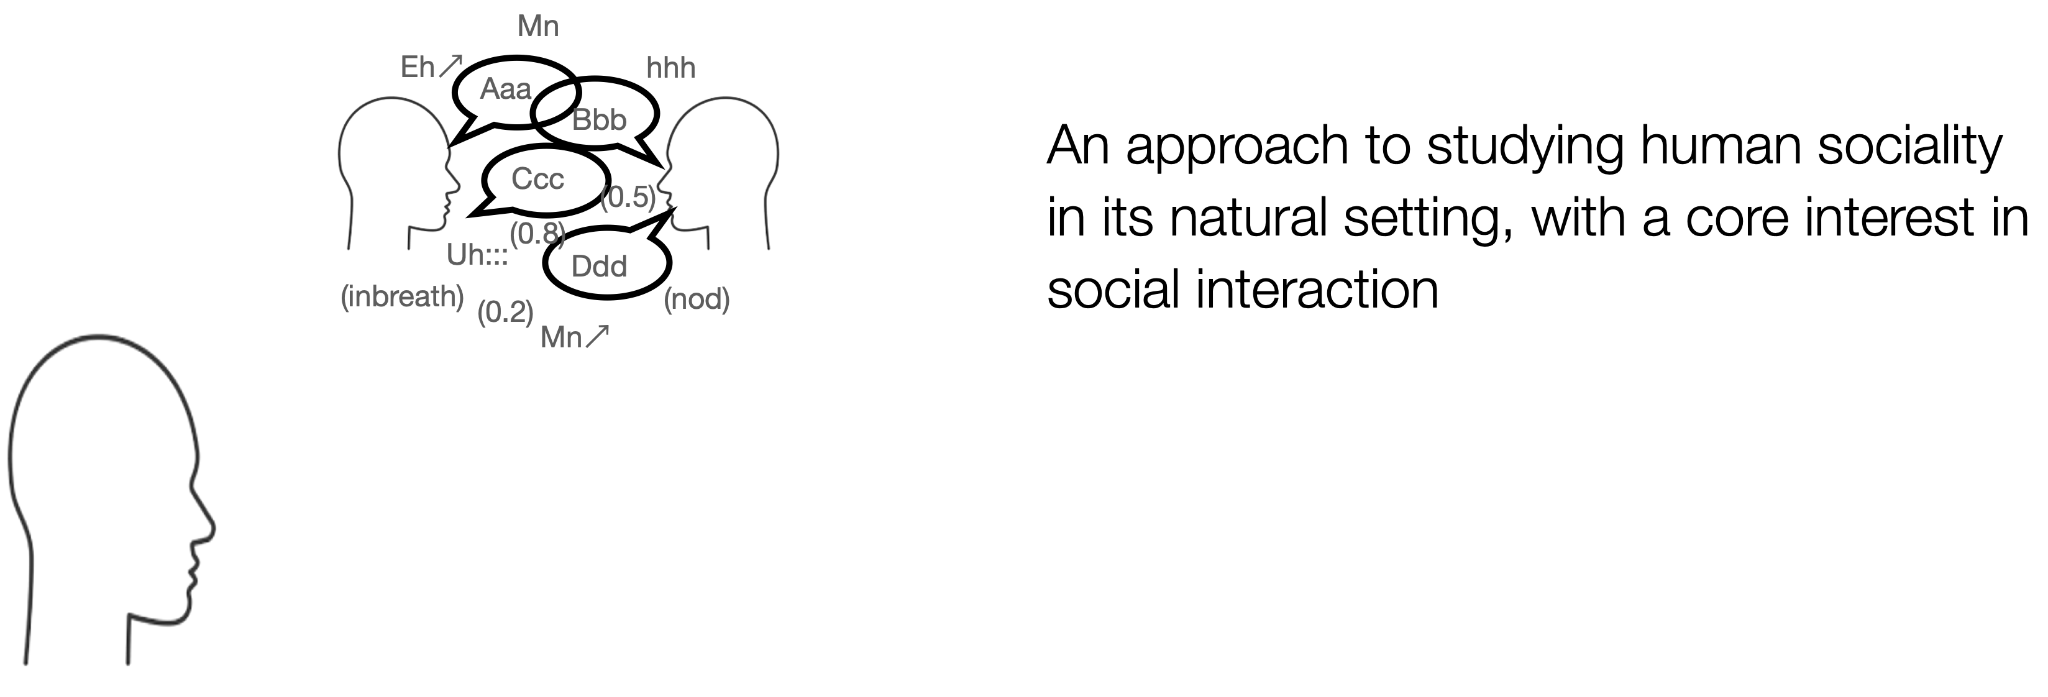 Mn
Eh↗
hhh
Aaa
Bbb
Ccc
(0.5)
(0.8)
Uh:::
Ddd
(inbreath)
(0.2)
(nod)
Mn↗
An approach to studying human sociality
in its natural setting, with a core interest in
social interaction